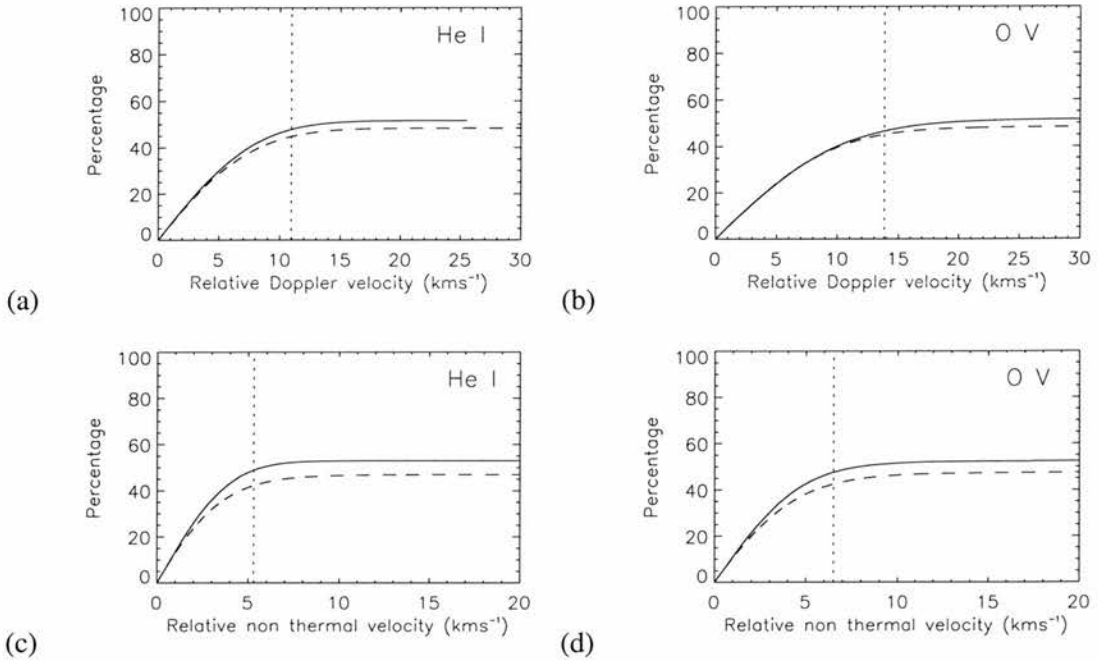 He I
100
80
60
40
20
0
Percentage
0 5 10 15 20 25 30
Relative Doppler velocity (kms⁻¹)
(a)
O V
100
80
60
40
20
0
Percentage
0 5 10 15 20 25 30
Relative Doppler velocity (kms⁻¹)
(b)
He I
100
80
60
40
20
0
Percentage
0 5 10 15 20
Relative non thermal velocity (kms⁻¹)
(c)
O V
100
80
60
40
20
0
Percentage
0 5 10 15 20
Relative non thermal velocity (kms⁻¹)
(d)